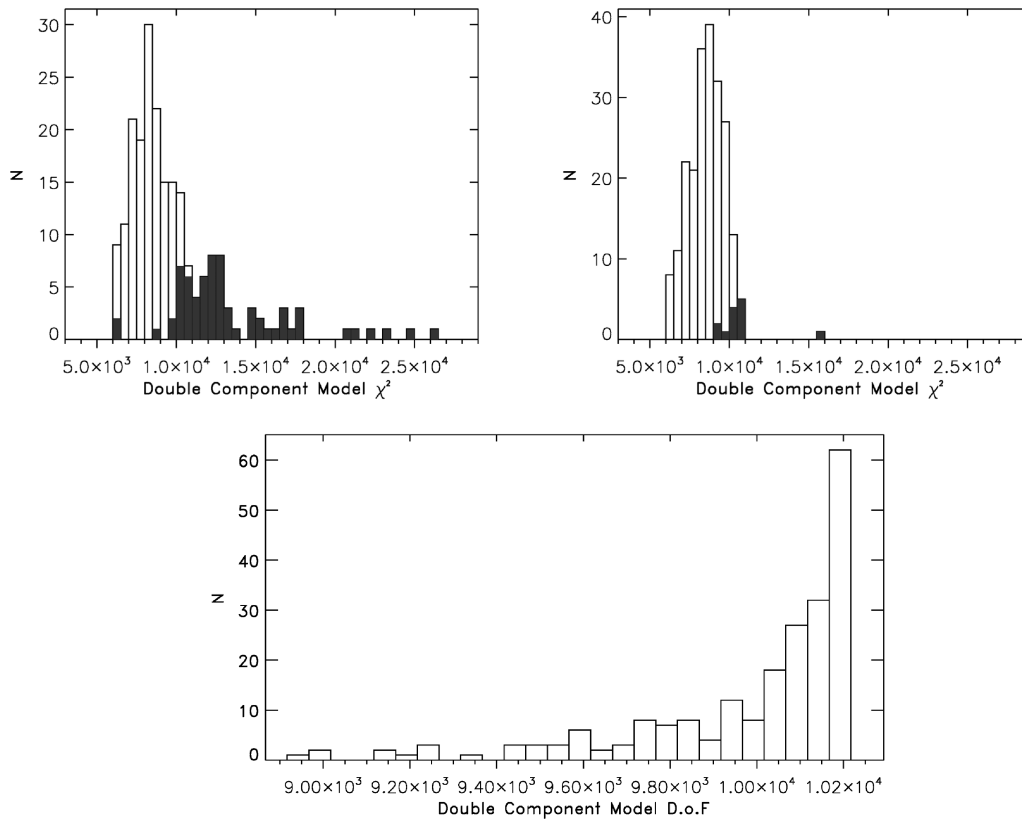 30
25
20
15
10
5
0
N
5.0×10³ 1.0×10⁴ 1.5×10⁴ 2.0×10⁴ 2.5×10⁴
Double Component Model χ²
40
30
20
10
0
N
5.0×10³ 1.0×10⁴ 1.5×10⁴ 2.0×10⁴ 2.5×10⁴
Double Component Model χ²
60
50
40
30
20
10
0
N
9.00×10³ 9.20×10³ 9.40×10³ 9.60×10³ 9.80×10³ 1.00×10⁴ 1.02×10⁴
Double Component Model D.o.F